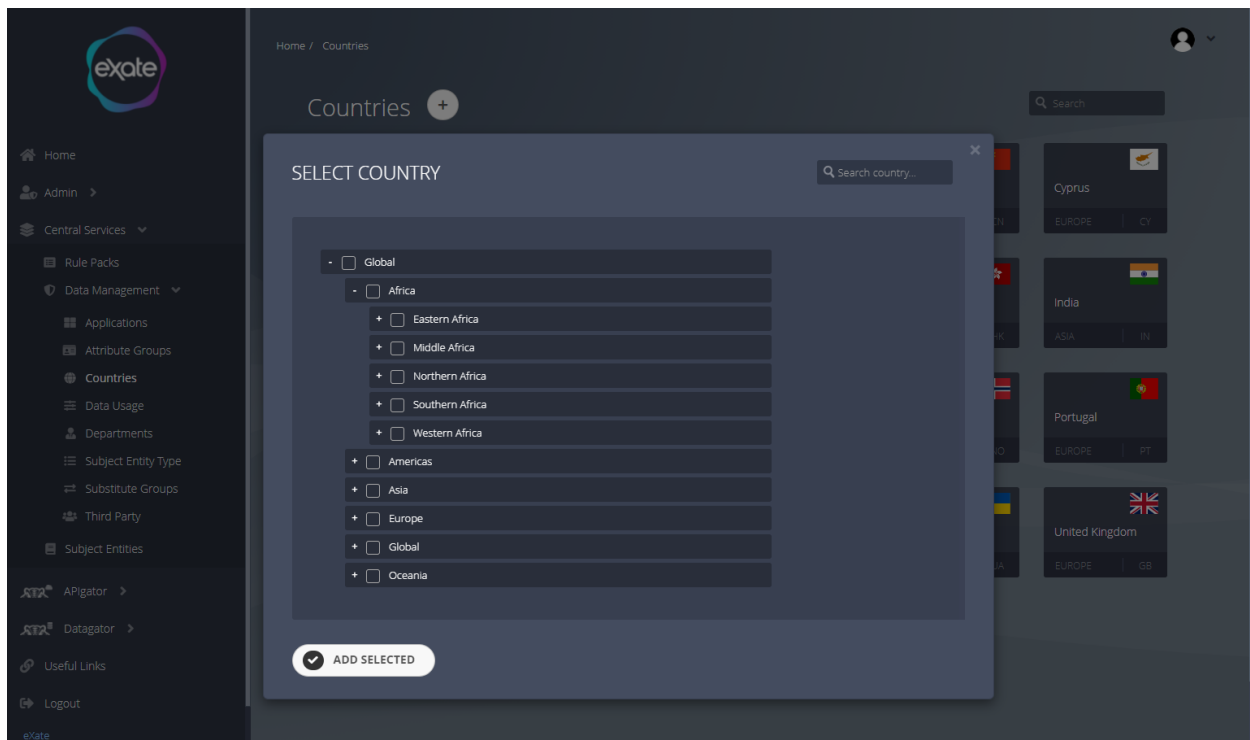 exate
Home / Countries
Countries +
Search
Home
Admin >
Central Services
Rule Packs
Data Management
Applications
Attribute Groups
Countries
Data Usage
Departments
Subject Entity Type
Substitute Groups
Third Party
Subject Entities
APIgator >
Datagator >
Useful Links
Logout
eXate
SELECT COUNTRY
Search country...
×
- Global
- Africa
+ Eastern Africa
+ Middle Africa
+ Northern Africa
+ Southern Africa
+ Western Africa
+ Americas
+ Asia
+ Europe
+ Global
+ Oceania
ADD SELECTED
Cyprus
EUROPE | CY
India
ASIA | IN
Portugal
EUROPE | PT
United Kingdom
EUROPE | GB